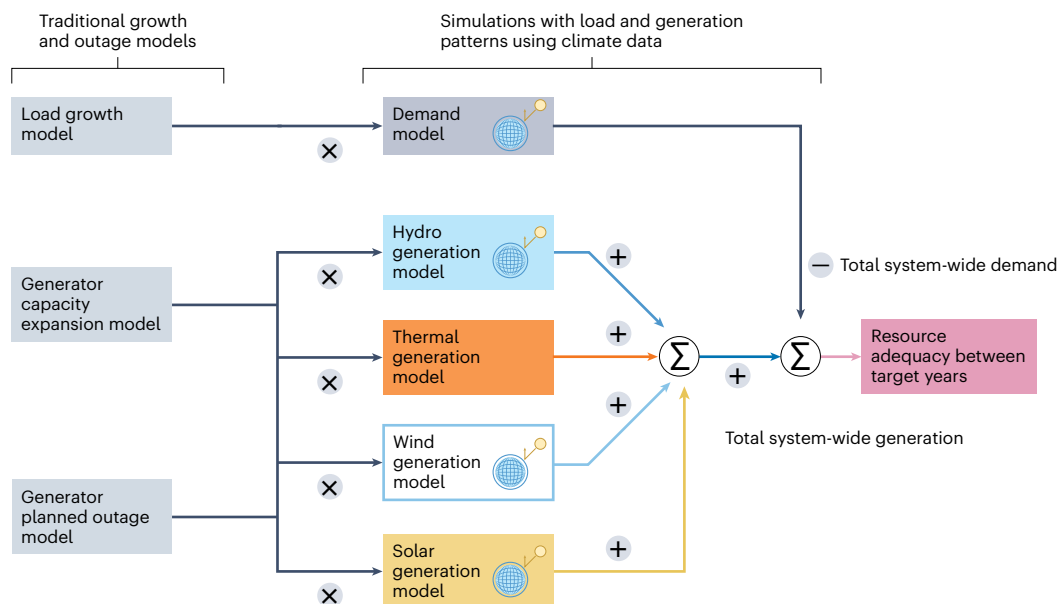 Traditional growth
and outage models
Simulations with load and generation
patterns using climate data
Load growth
model
×
Demand
model
Hydro
generation
model
+
×
− Total system-wide demand
Generator
capacity
expansion model
Thermal
generation
model
+
×
Σ
+
Σ
Resource
adequacy between
target years
Wind
generation
model
+
×
Total system-wide generation
Generator
planned outage
model
Solar
generation
model
+
×